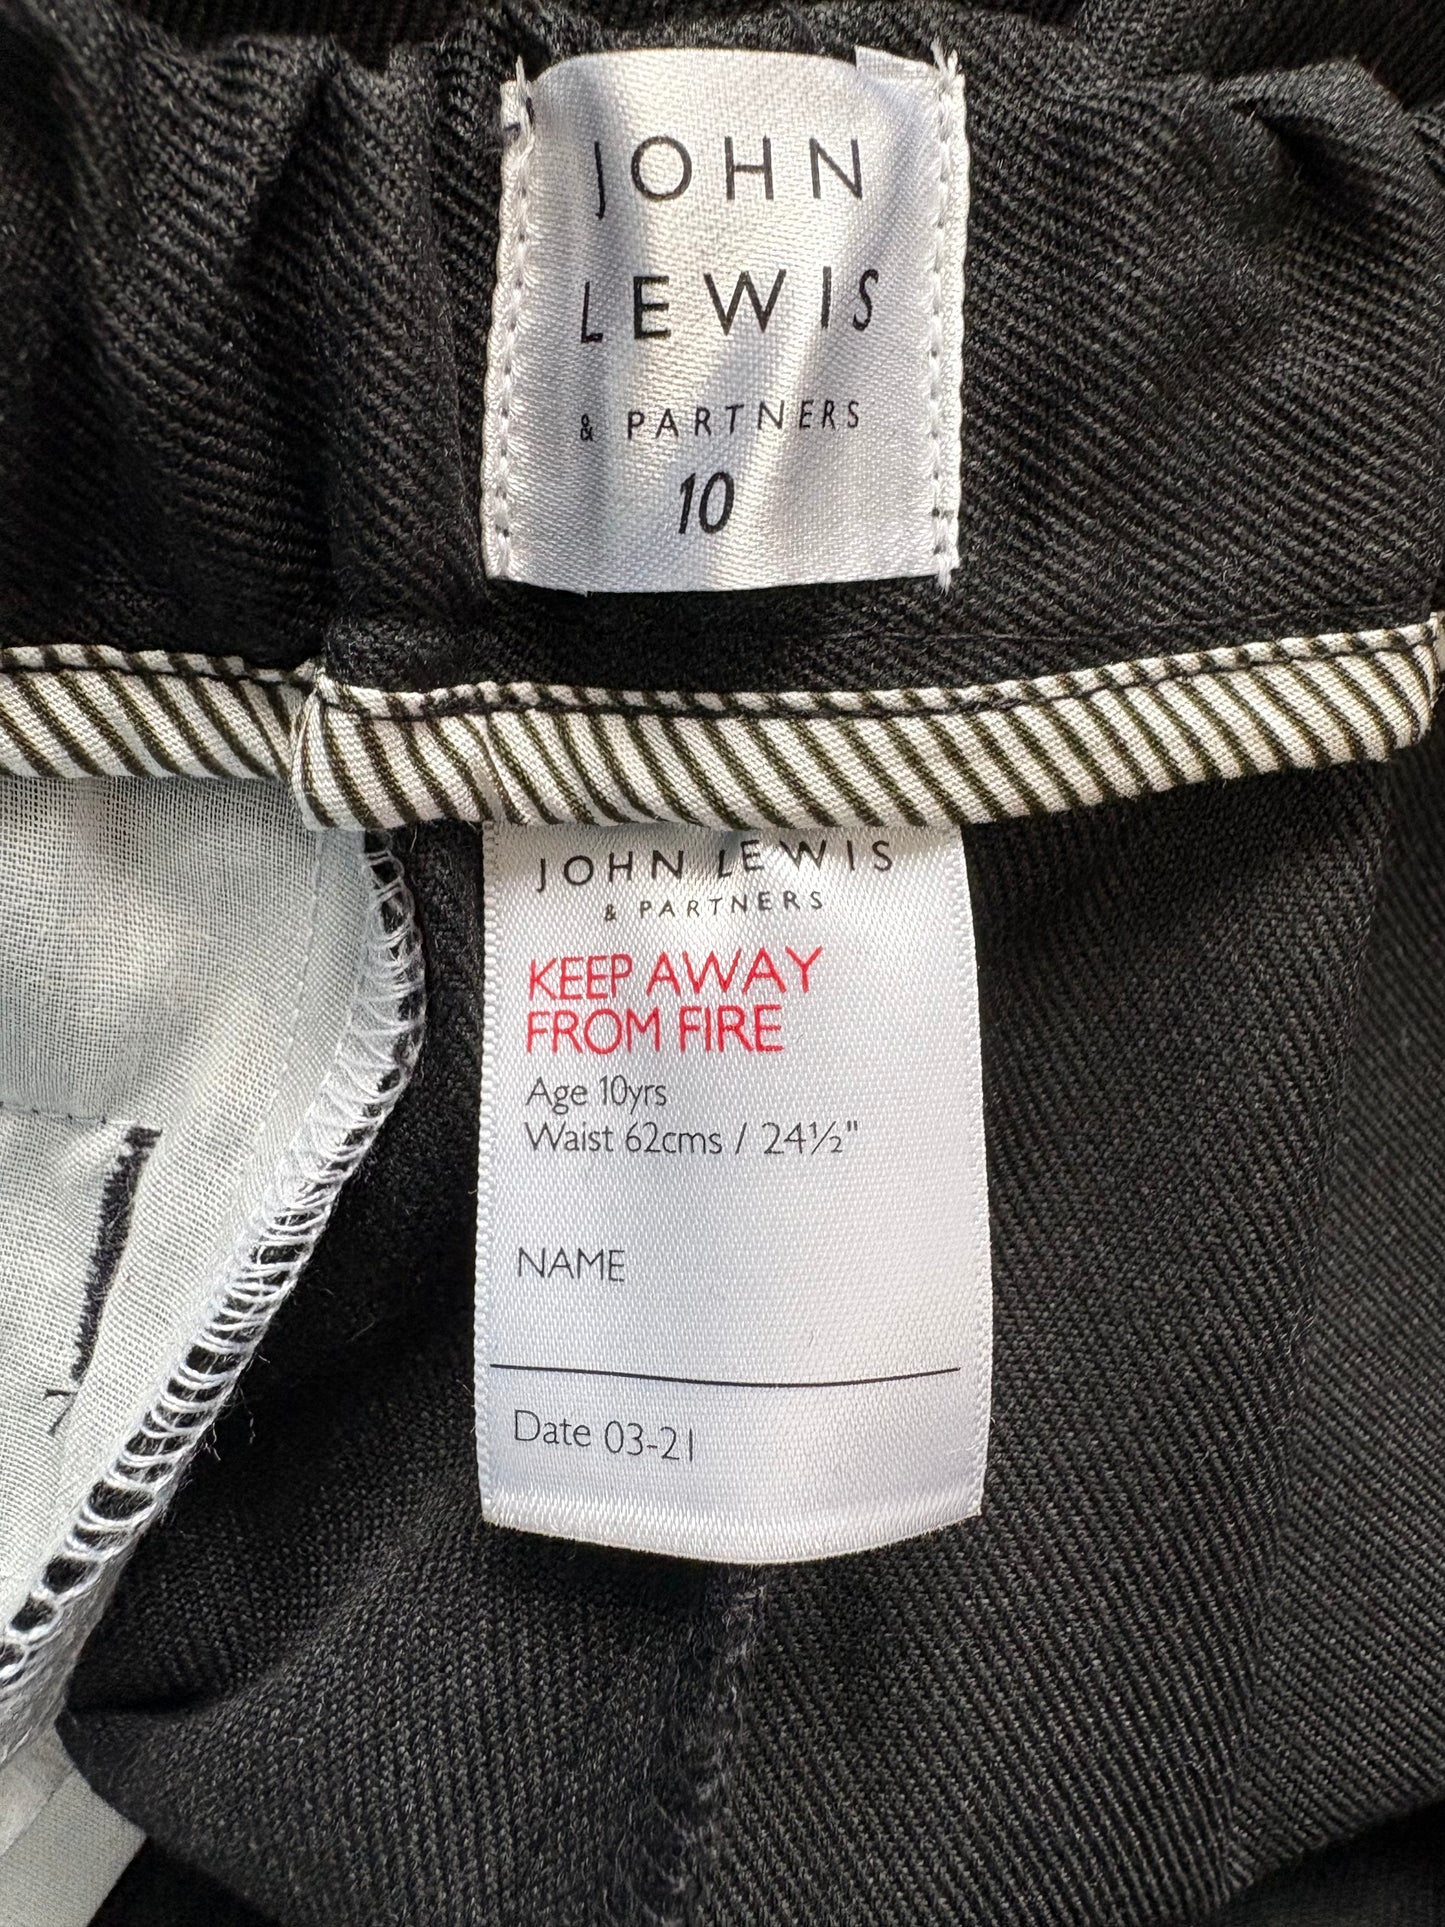 JOHN
LEWIS
& PARTNERS
10
JOHN LEWIS
& PARTNERS
KEEP AWAY
FROM FIRE
Age 10yrs
Waist 62cms / 24½"
NAME
Date 03-21